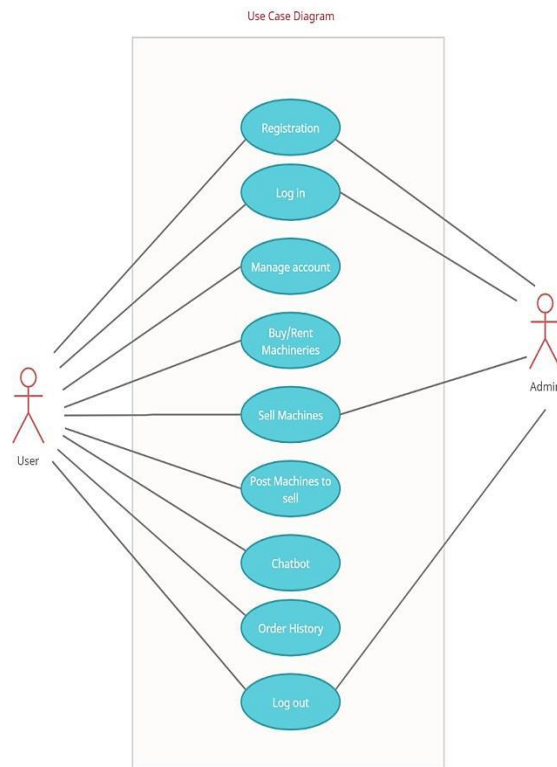 Use Case Diagram
Registration
Log in
Manage account
Buy/Rent
Machineries
Sell Machines
Post Machines to
sell
Chatbot
Order History
Log out
User
Admin